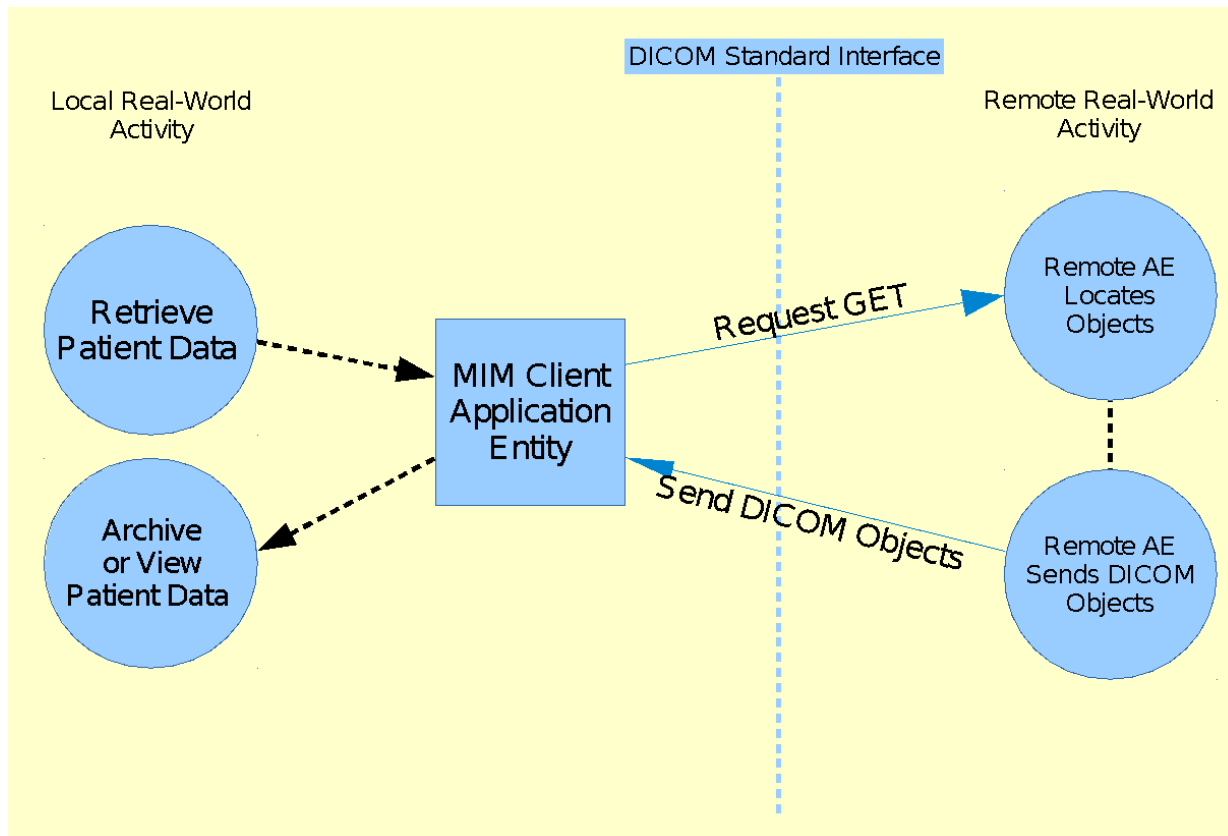 DICOM Standard Interface
Local Real-World
Activity
Remote Real-World
Activity
Retrieve
Patient Data
MIM Client
Application
Entity
Request GET
Remote AE
Locates
Objects
Archive
or View
Patient Data
Send DICOM Objects
Remote AE
Sends DICOM
Objects